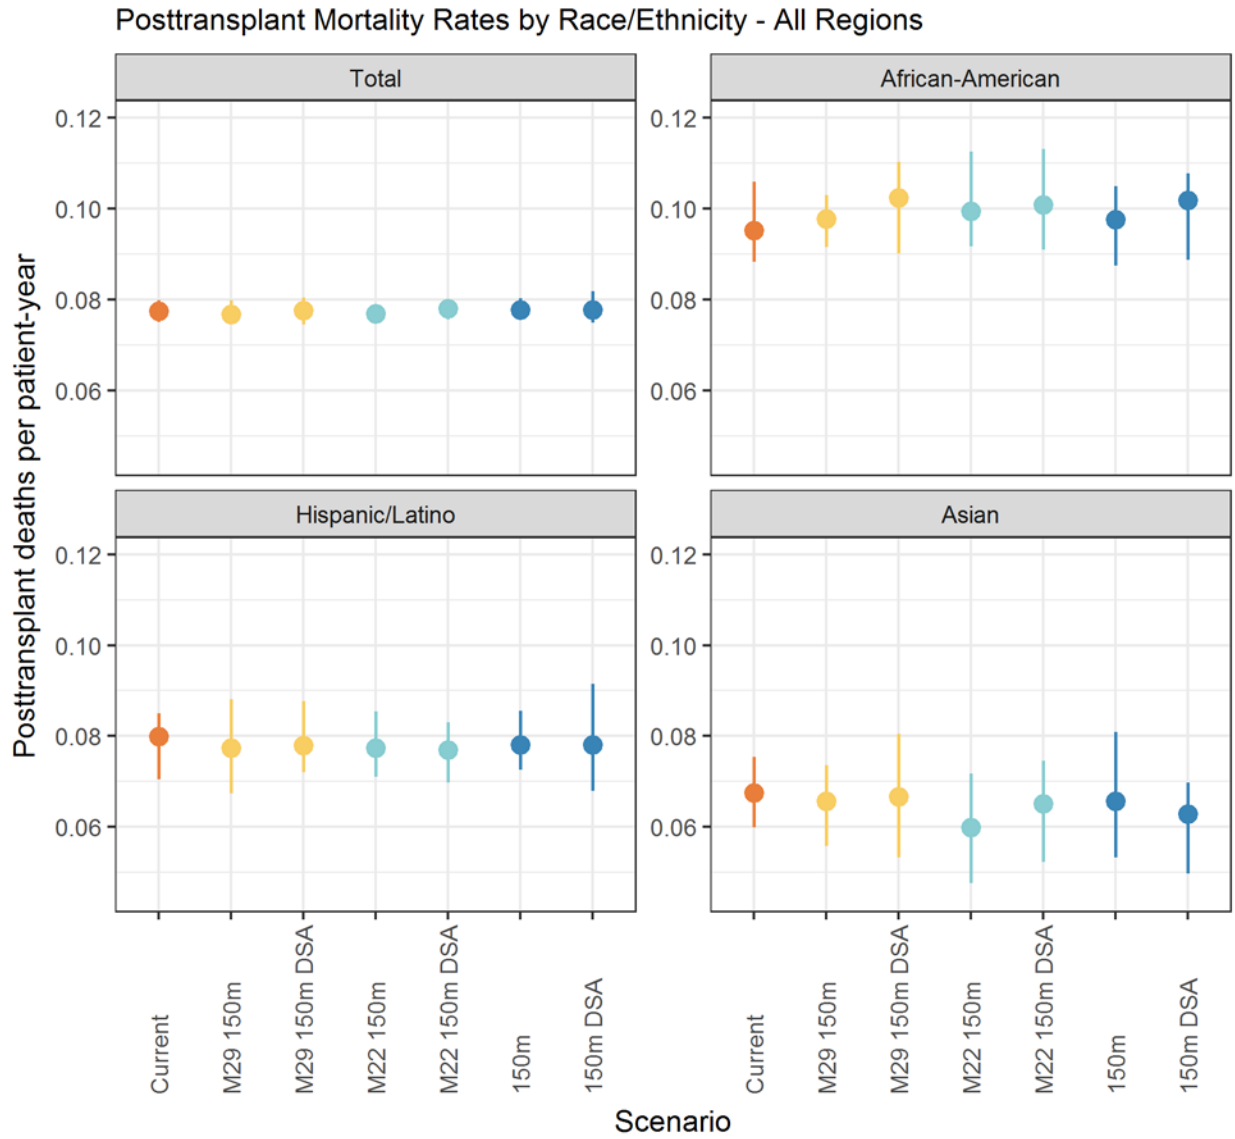 Posttransplant Mortality Rates by Race/Ethnicity - All Regions
Posttransplant deaths per patient-year
Total
African-American
0.12
0.10
0.08
0.06
0.12
0.10
0.08
0.06
Hispanic/Latino
Asian
0.12
0.10
0.08
0.06
0.12
0.10
0.08
0.06
Current
M29 150m
M29 150m DSA
M22 150m
M22 150m DSA
150m
150m DSA
Current
M29 150m
M29 150m DSA
M22 150m
M22 150m DSA
150m
150m DSA
Scenario